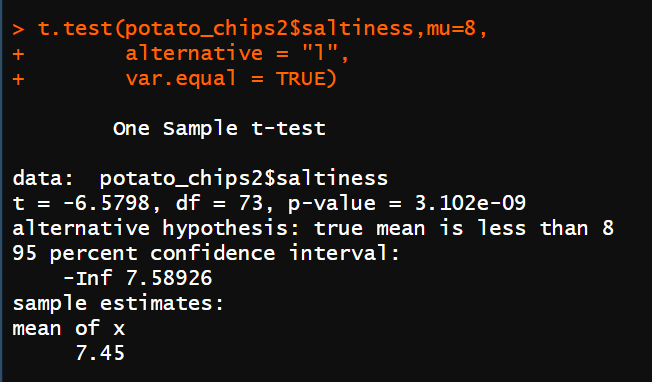 > t.test(potato_chips2$saltiness,mu=8,
+        alternative = "l",
+        var.equal = TRUE)
One Sample t-test
data:  potato_chips2$saltiness
t = -6.5798, df = 73, p-value = 3.102e-09
alternative hypothesis: true mean is less than 8
95 percent confidence interval:
-Inf 7.58926
sample estimates:
mean of x
7.45